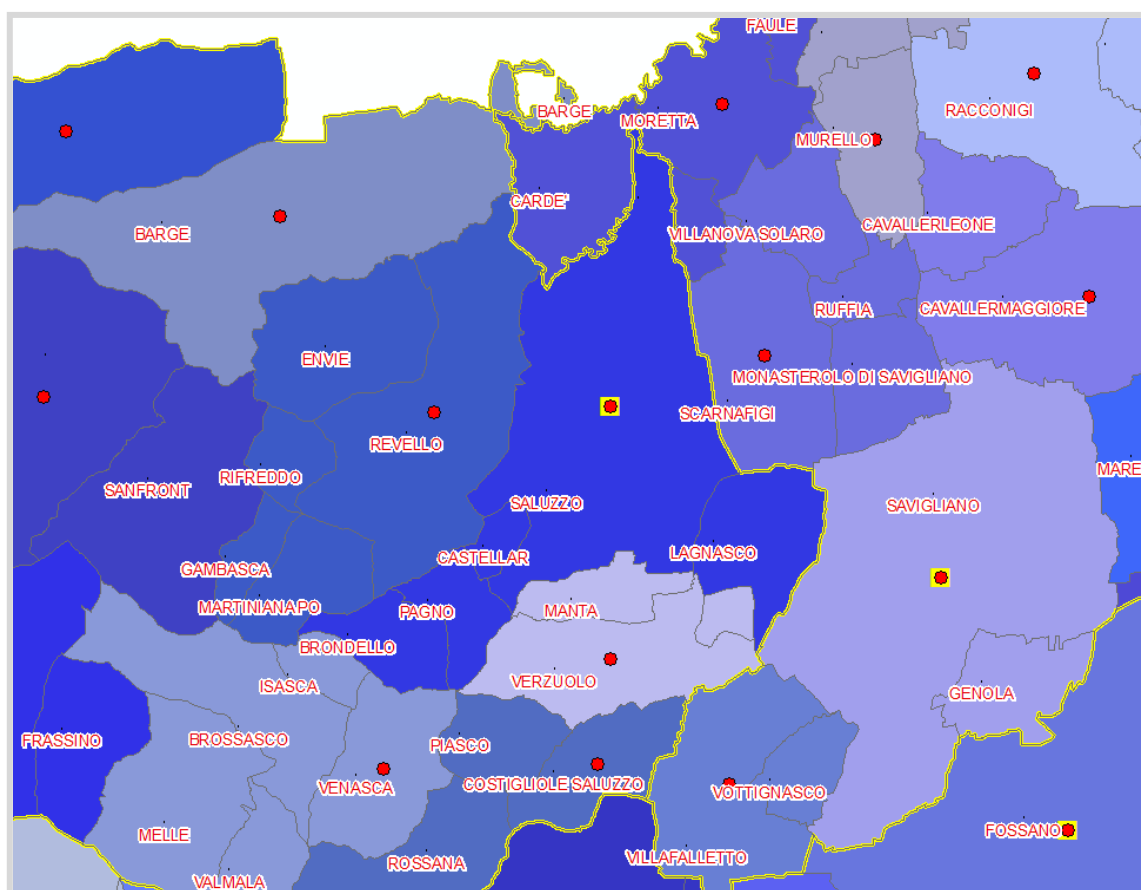 FAULE
RACCONIGI
BARGE
MORETTA
MURELLO
CARDE'
BARGE
VILLANOVA SOLARO
CAVALLERLEONE
RUFFIA
CAVALLERMAGGIORE
ENVIE
MONASTEROLO DI SAVIGLIANO
SCARNAFIGI
REVELLO
RIFREDDO
SANFRONT
SALUZZO
SAVIGLIANO
MARE
CASTELLAR
LAGNASCO
GAMBASCA
MARTINIANA PO
PAGNO
MANTA
BRONDELLO
ISASCA
VERZUOLO
GENOLA
FRASSINO
BROSSASCO
PIASCO
VENASCA
COSTIGLIOLE SALUZZO
VOTTIGNASCO
MELLE
FOSSANO
ROSSANA
VILLAFALLETTO
VALMALA